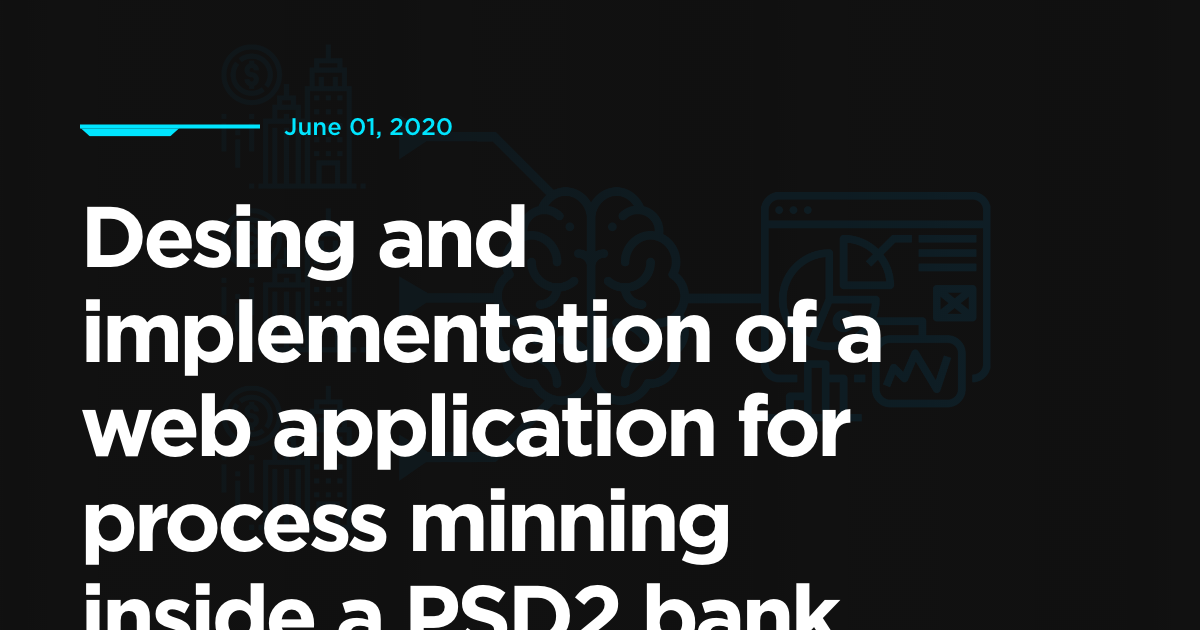 June 01, 2020
Desing and
implementation of a
web application for
process minning
inside a PSD2 bank